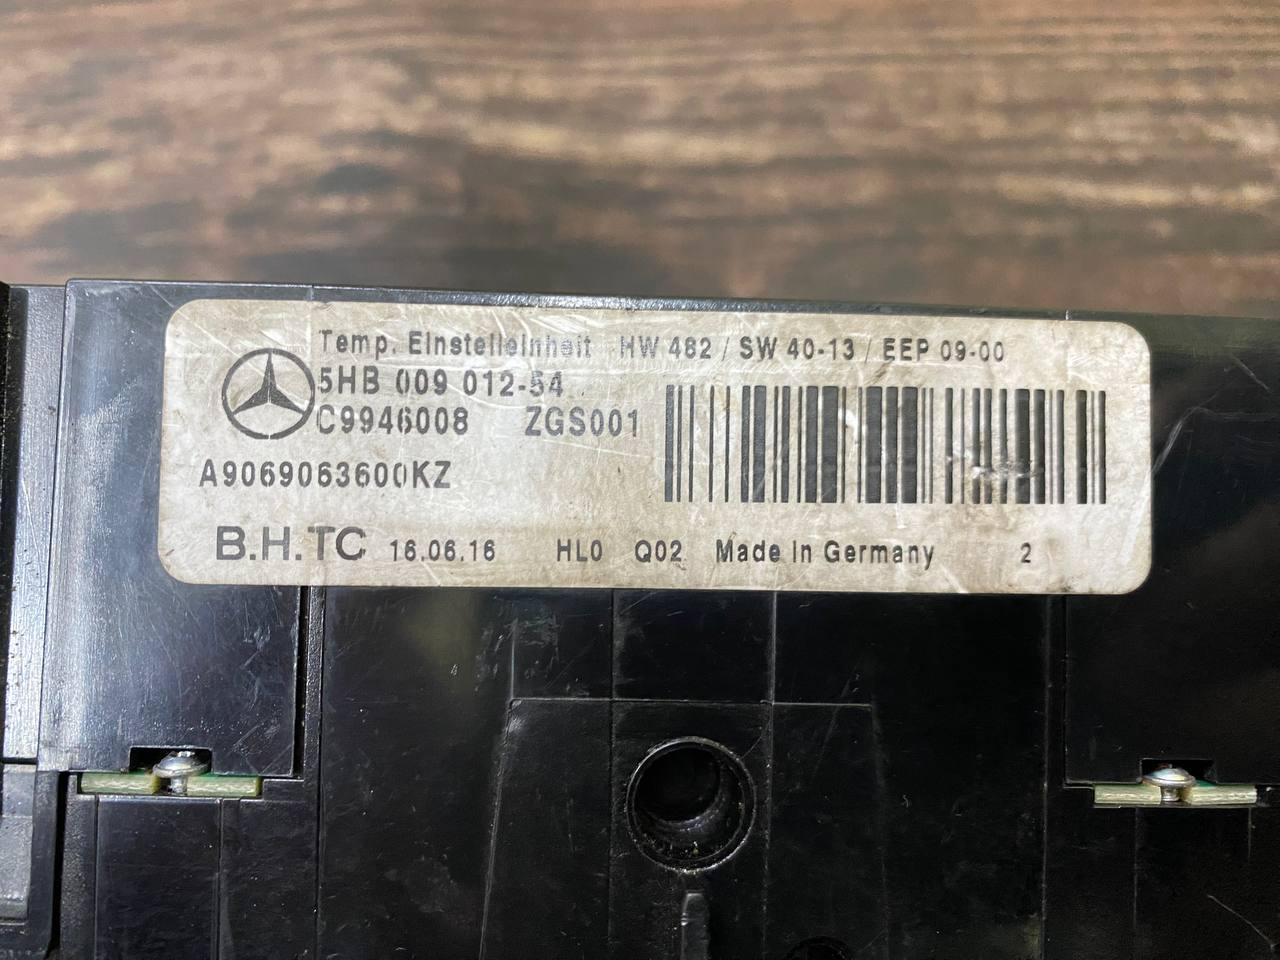 Temp. Einstelleinheit HW 482 / SW 40-13 / EEP 09-00
5HB 009 012-54
C9946008 ZGS001
A9069063600KZ
B.H.TC 16.06.16 HL0 Q02 Made in Germany 2